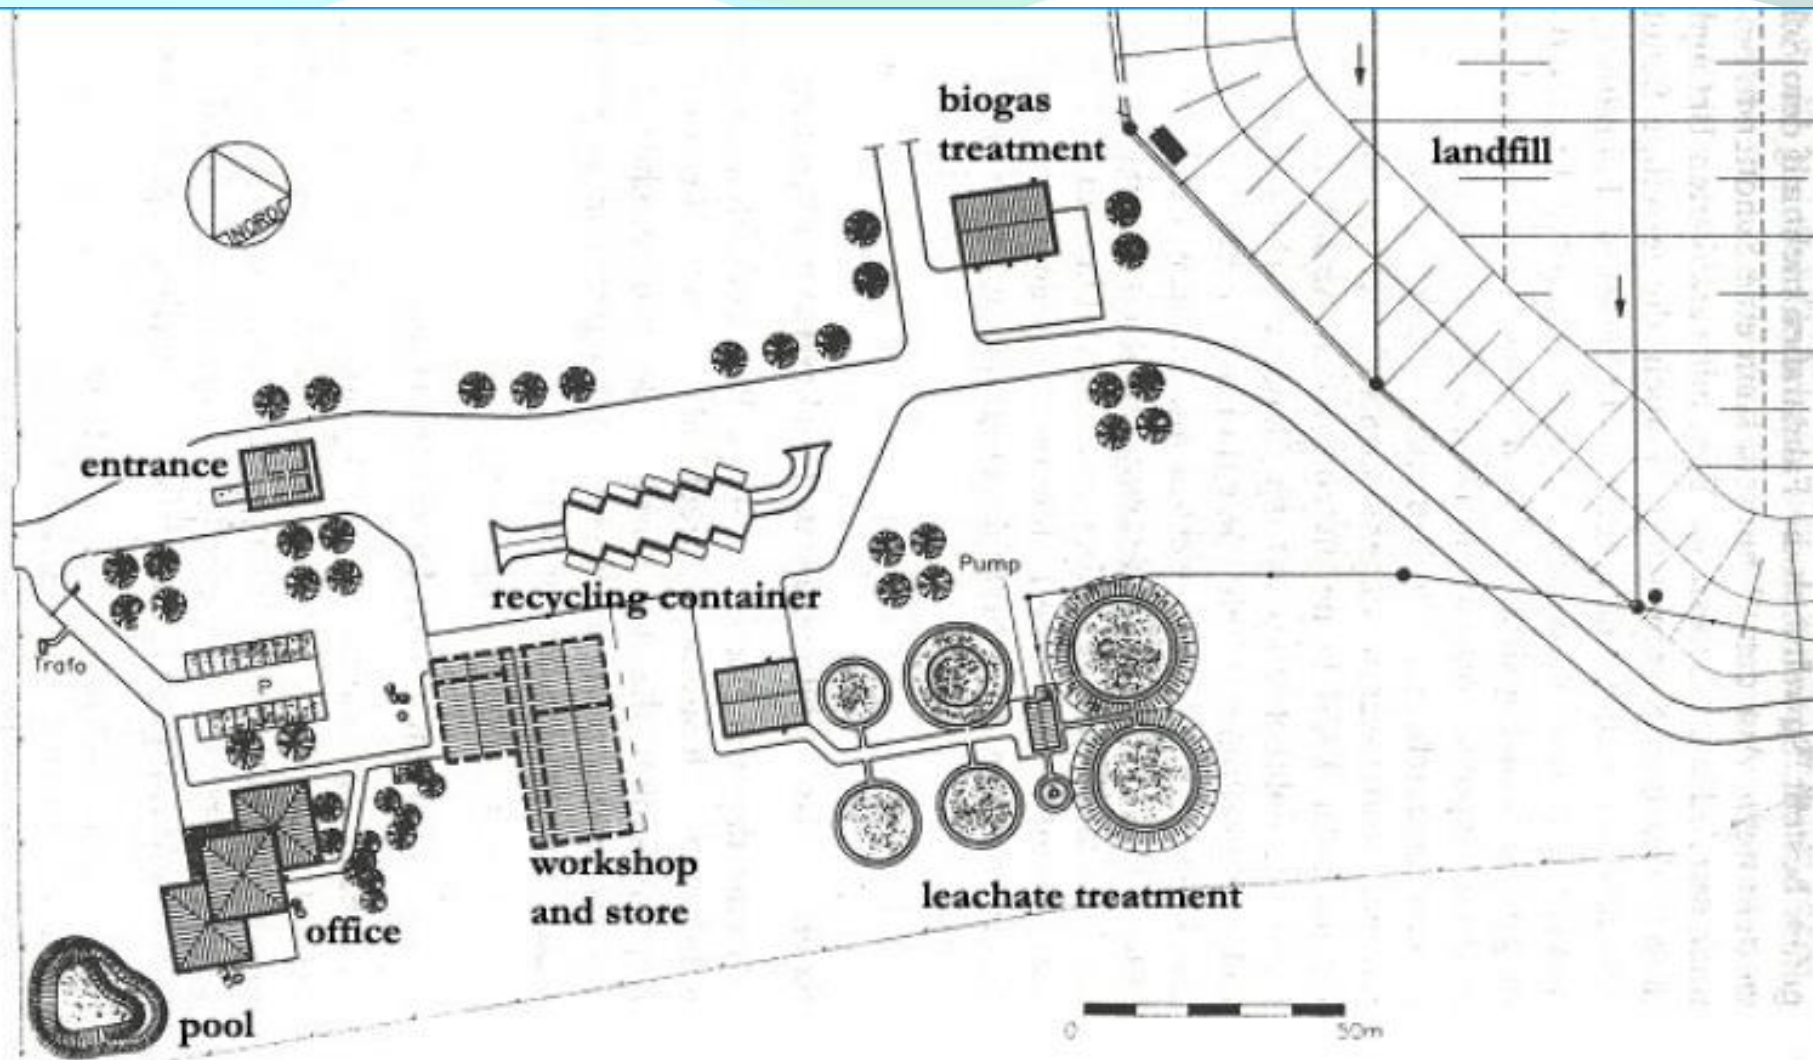 biogas
treatment
landfill
entrance
recycling container
Pump
Trafo
P
workshop
and store
office
leachate treatment
pool
0
50m